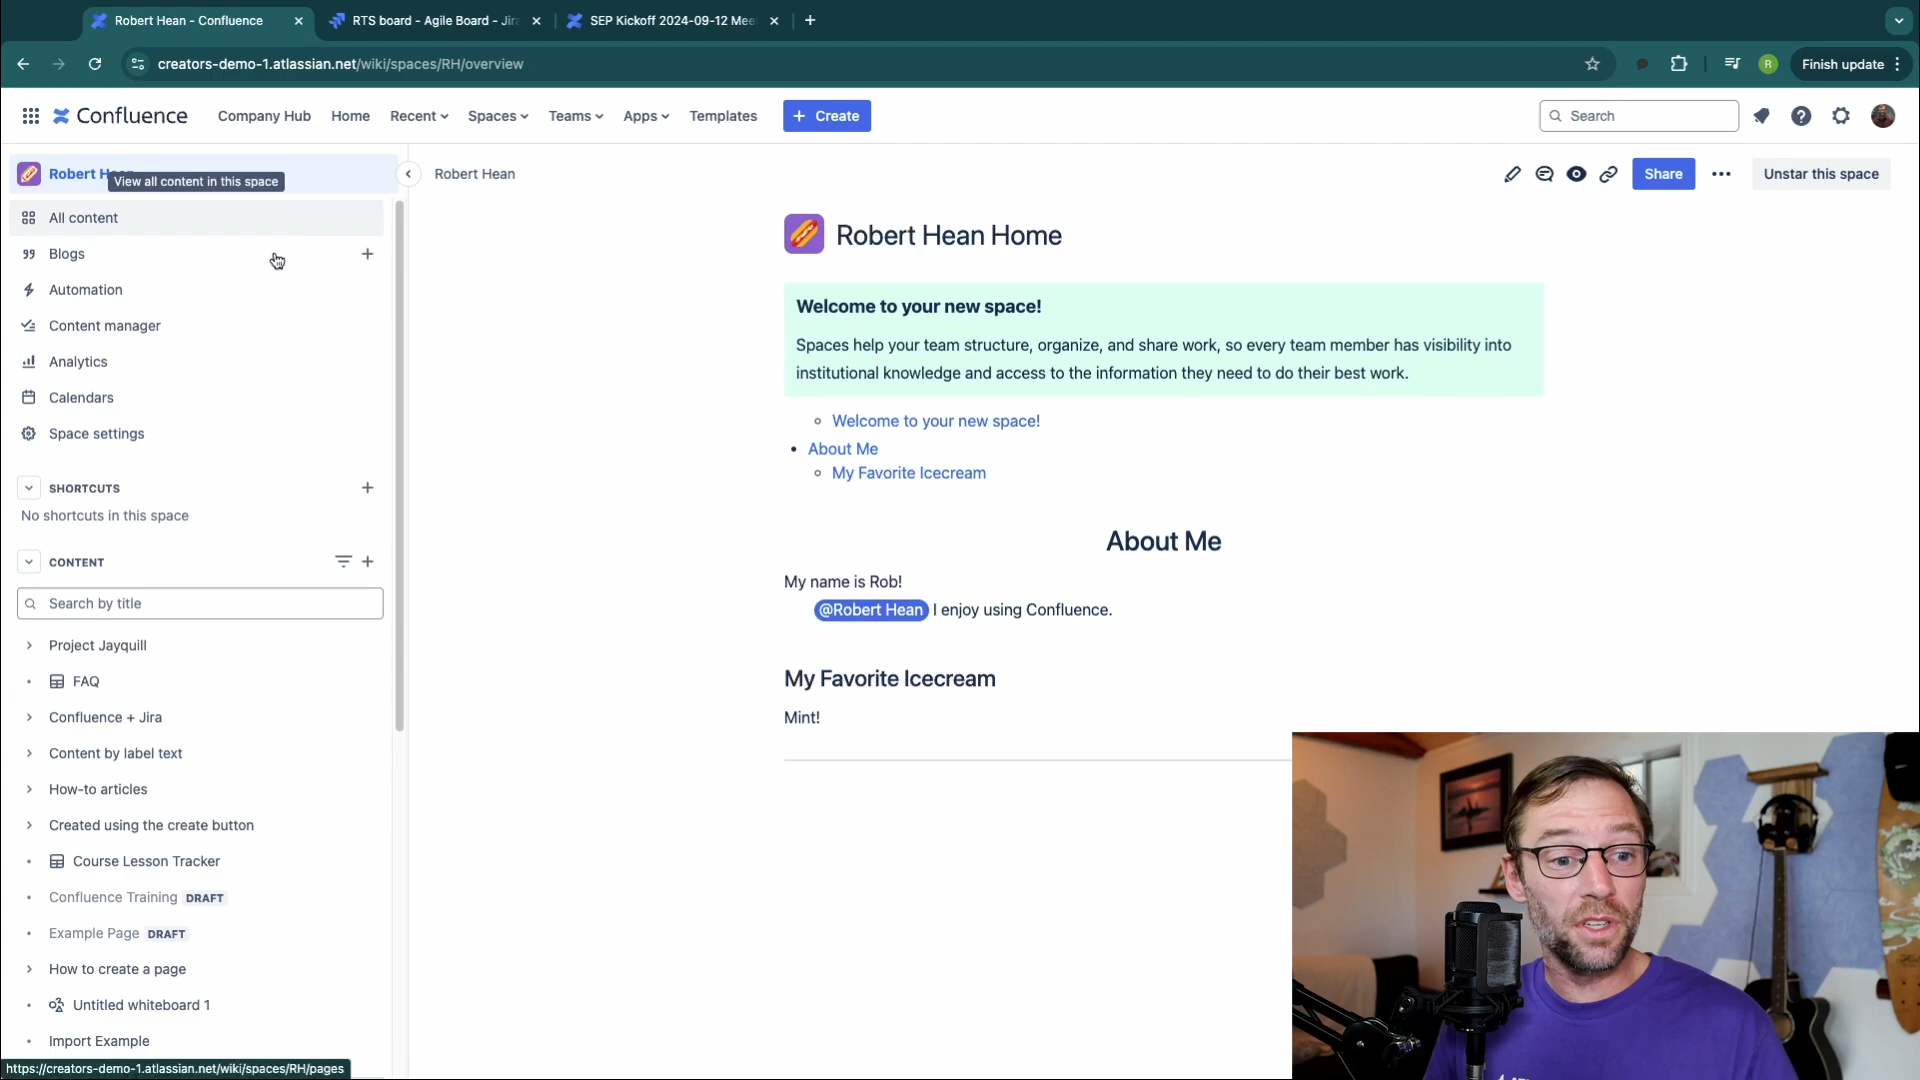 Robert Hean - Confluence
RTS board - Agile Board - Jira
SEP Kickoff 2024-09-12 Mee
creators-demo-1.atlassian.net/wiki/spaces/RH/overview
R
Finish update
Confluence
Company Hub
Home
Recent
Spaces
Teams
Apps
Templates
+ Create
Search
Robert H
View all content in this space
Robert Hean
Share
Unstar this space
All content
Blogs
Automation
Content manager
Analytics
Calendars
Space settings
SHORTCUTS
No shortcuts in this space
CONTENT
Search by title
Project Jayquill
FAQ
Confluence + Jira
Content by label text
How-to articles
Created using the create button
Course Lesson Tracker
Confluence Training DRAFT
Example Page DRAFT
How to create a page
Untitled whiteboard 1
Import Example
https://creators-demo-1.atlassian.net/wiki/spaces/RH/pages
Robert Hean Home
Welcome to your new space!
Spaces help your team structure, organize, and share work, so every team member has visibility into
institutional knowledge and access to the information they need to do their best work.
Welcome to your new space!
About Me
My Favorite Icecream
About Me
My name is Rob!
@Robert Hean I enjoy using Confluence.
My Favorite Icecream
Mint!